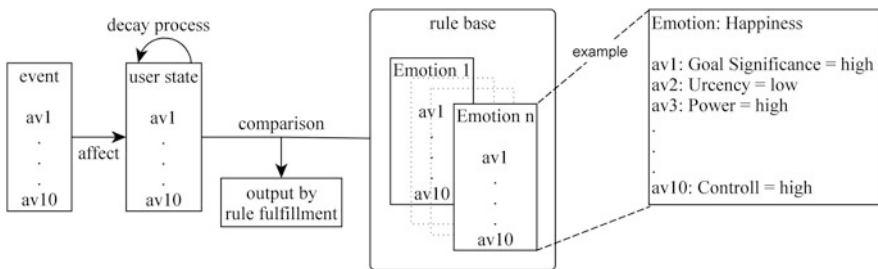 decay process
event
av1
.
.
.
av10
affect
user state
av1
.
.
.
av10
comparison
output by
rule fulfillment
rule base
Emotion 1
av1
av10
Emotion n
av1
.
.
.
av10
example
Emotion: Happiness
av1: Goal Significance = high
av2: Urcency = low
av3: Power = high
.
.
.
av10: Controll = high